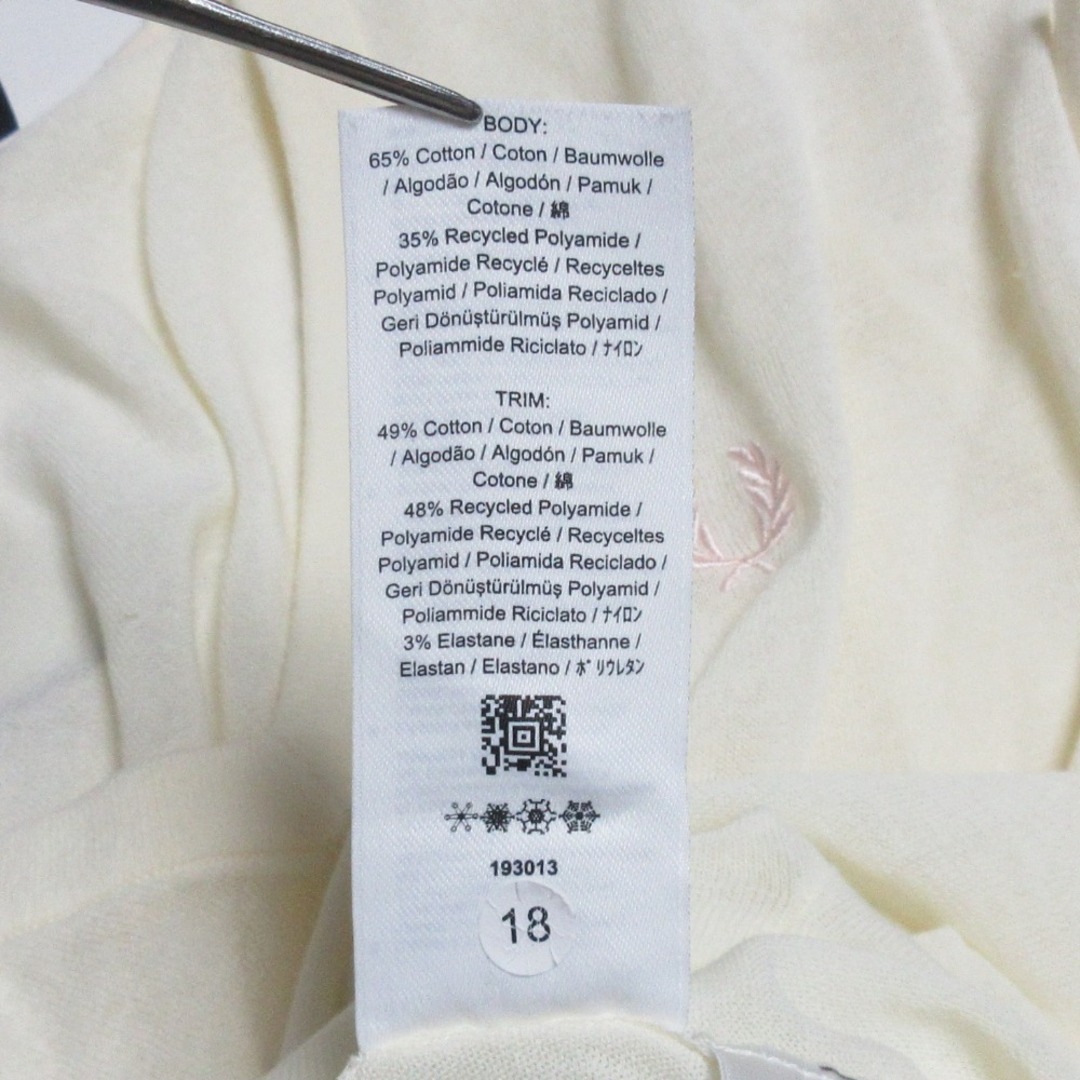 BODY:
65% Cotton / Coton / Baumwolle
/ Algodão / Algodón / Pamuk /
Cotone / 綿
35% Recycled Polyamide /
Polyamide Recyclé / Recyceltes
Polyamid / Poliamida Reciclado /
Geri Dönüştürülmüş Polyamid /
Poliammide Riciclato / ﾅｲﾛﾝ
TRIM:
49% Cotton / Coton / Baumwolle
/ Algodão / Algodón / Pamuk /
Cotone / 綿
48% Recycled Polyamide /
Polyamide Recyclé / Recyceltes
Polyamid / Poliamida Reciclado /
Geri Dönüştürülmüş Polyamid /
Poliammide Riciclato / ﾅｲﾛﾝ
3% Elastane / Élasthanne /
Elastan / Elastano / ﾎﾟﾘｳﾚﾀﾝ
193013
18